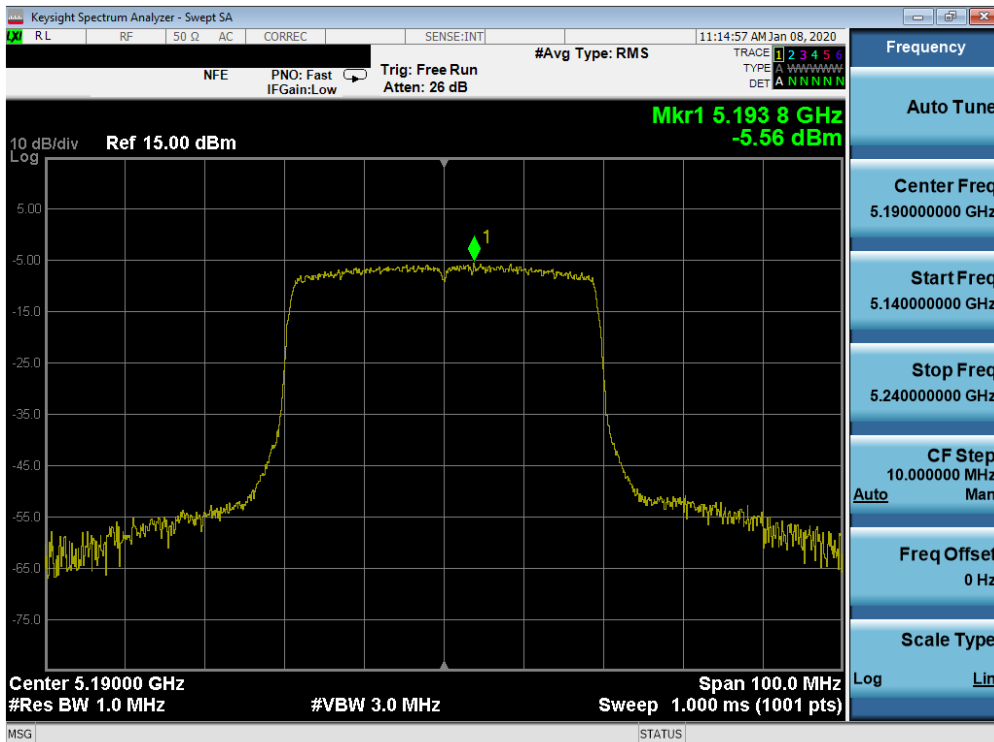 Keysight Spectrum Analyzer - Swept SA
LXI RL RF 50 Ω AC CORREC SENSE:INT 11:14:57 AM Jan 08, 2020
NFE PNO: Fast Trig: Free Run #Avg Type: RMS TRACE 1 2 3 4 5 6
IFGain:Low Atten: 26 dB TYPE A WWWWW
DET A N N N N N
Mkr1 5.193 8 GHz
-5.56 dBm
10 dB/div Ref 15.00 dBm
Log
5.00
-5.00
-15.0
-25.0
-35.0
-45.0
-55.0
-65.0
-75.0
1
Center 5.19000 GHz Span 100.0 MHz
#Res BW 1.0 MHz #VBW 3.0 MHz Sweep 1.000 ms (1001 pts)
MSG STATUS
Frequency
Auto Tune
Center Freq
5.190000000 GHz
Start Freq
5.140000000 GHz
Stop Freq
5.240000000 GHz
CF Step
10.000000 MHz
Auto Man
Freq Offset
0 Hz
Scale Type
Log Lin